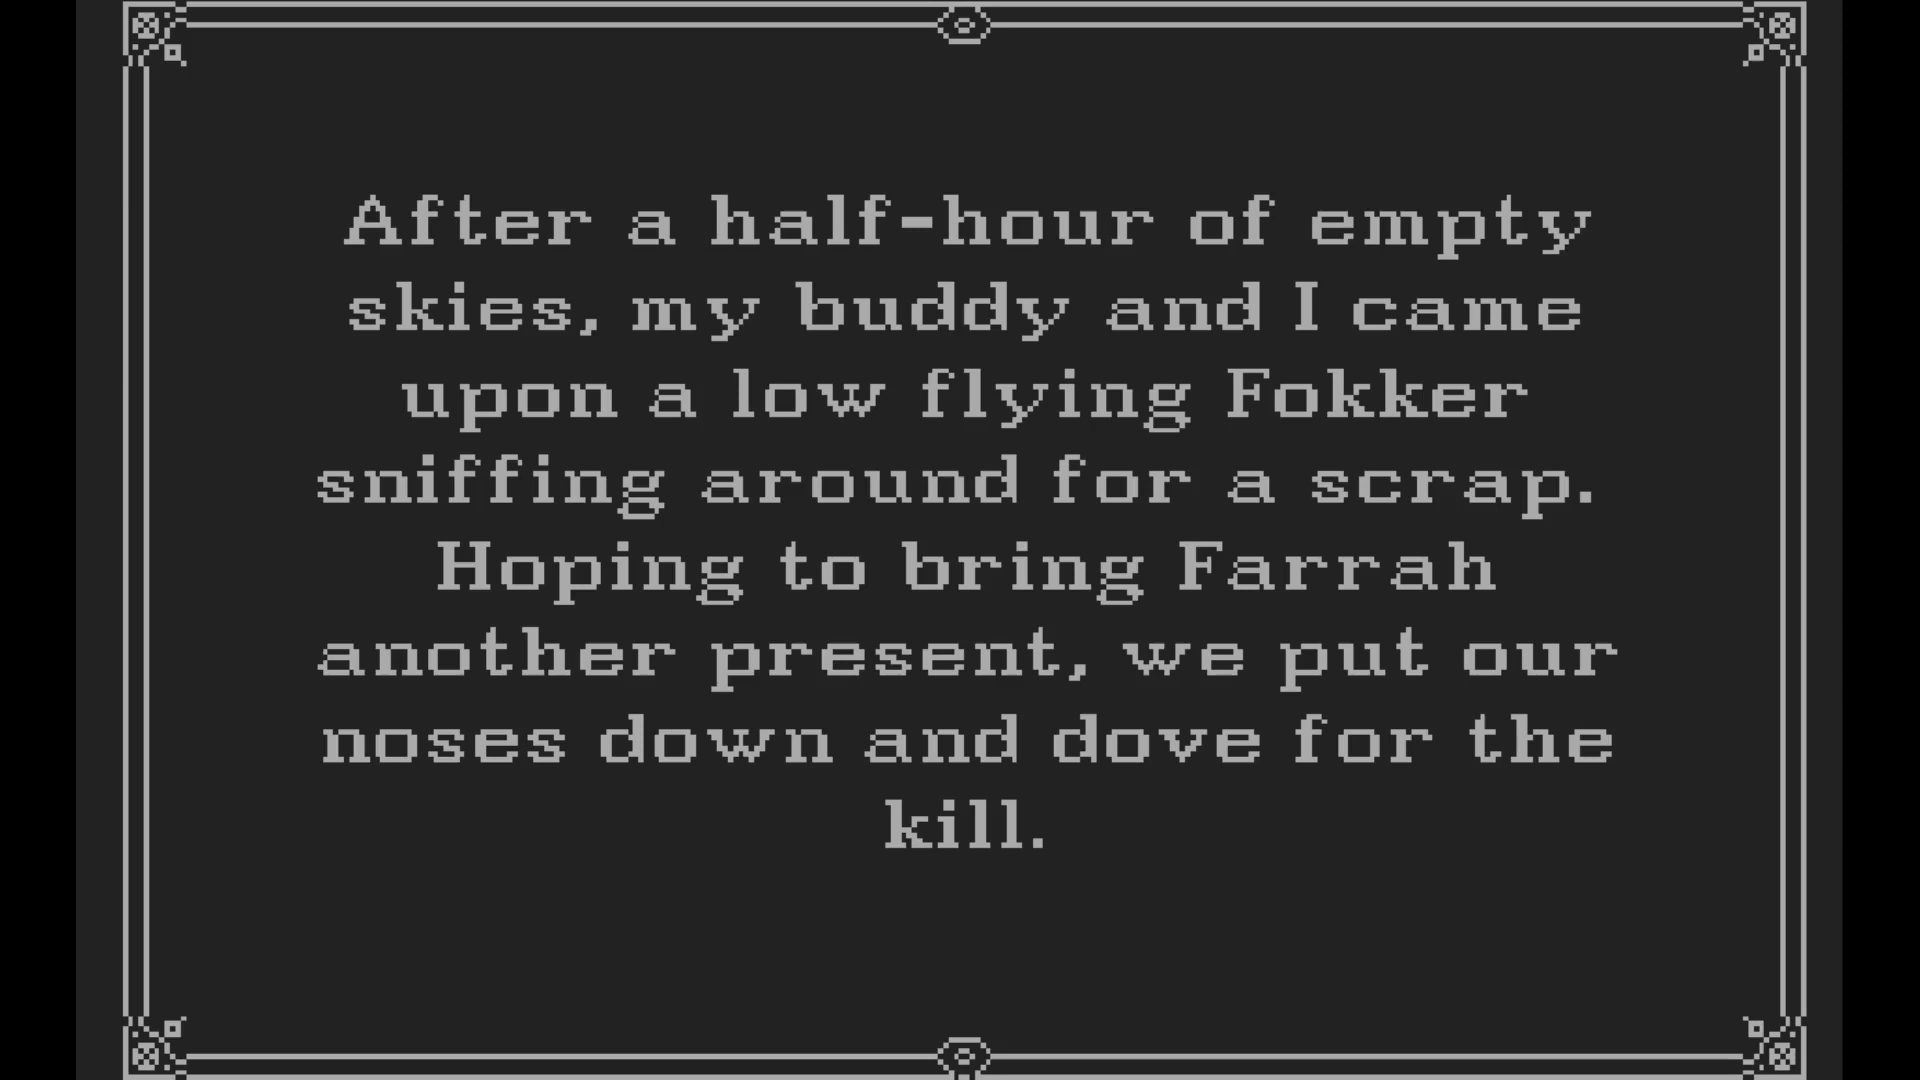 After a half-hour of empty
skies, my buddy and I came
upon a low flying Fokker
sniffing around for a scrap.
Hoping to bring Farrah
another present, we put our
noses down and dove for the
kill.